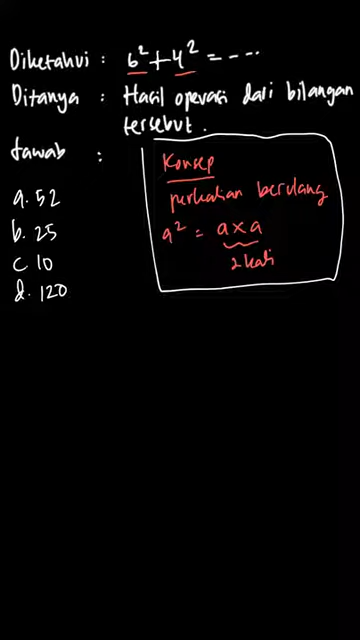 Diketahui : 6² + 4² = ----
Ditanya : Hasil operasi dari bilangan
tersebut.
Jawab :
Konsep
perkalian berulang
a² = a x a
2 kali
a. 52
b. 25
c. 10
d. 120